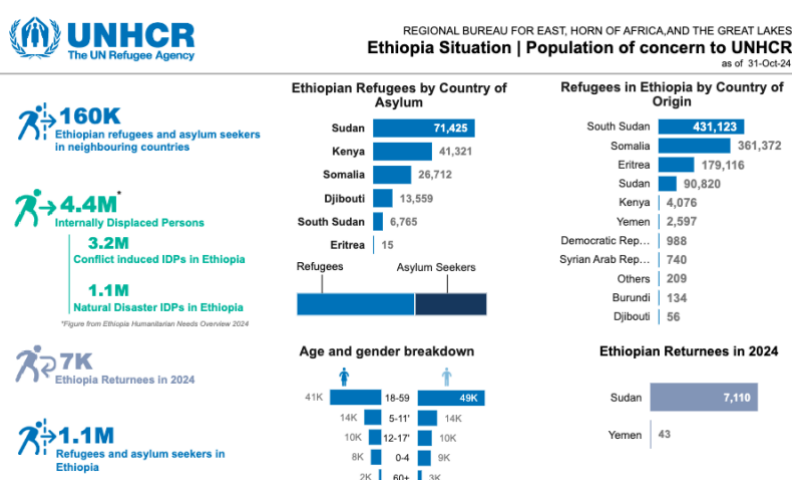 UNHCR
The UN Refugee Agency
REGIONAL BUREAU FOR EAST, HORN OF AFRICA,AND THE GREAT LAKES
Ethiopia Situation | Population of concern to UNHCR
as of 31-Oct-24
160K
Ethiopian refugees and asylum seekers
in neighbouring countries
4.4M*
Internally Displaced Persons
3.2M
Conflict induced IDPs in Ethiopia
1.1M
Natural Disaster IDPs in Ethiopia
*Figure from Ethiopia Humanitarian Needs Overview 2024
7K
Ethiopia Returnees in 2024
1.1M
Refugees and asylum seekers in
Ethiopia
Ethiopian Refugees by Country of
Asylum
Sudan 71,425
Kenya 41,321
Somalia 26,712
Djibouti 13,559
South Sudan 6,765
Eritrea 15
Refugees Asylum Seekers
Age and gender breakdown
41K 18-59 49K
14K 5-11' 14K
10K 12-17' 10K
8K 0-4 9K
2K 60+ 3K
Refugees in Ethiopia by Country of
Origin
South Sudan 431,123
Somalia 361,372
Eritrea 179,116
Sudan 90,820
Kenya 4,076
Yemen 2,597
Democratic Rep... 988
Syrian Arab Rep... 740
Others 209
Burundi 134
Djibouti 56
Ethiopian Returnees in 2024
Sudan 7,110
Yemen 43